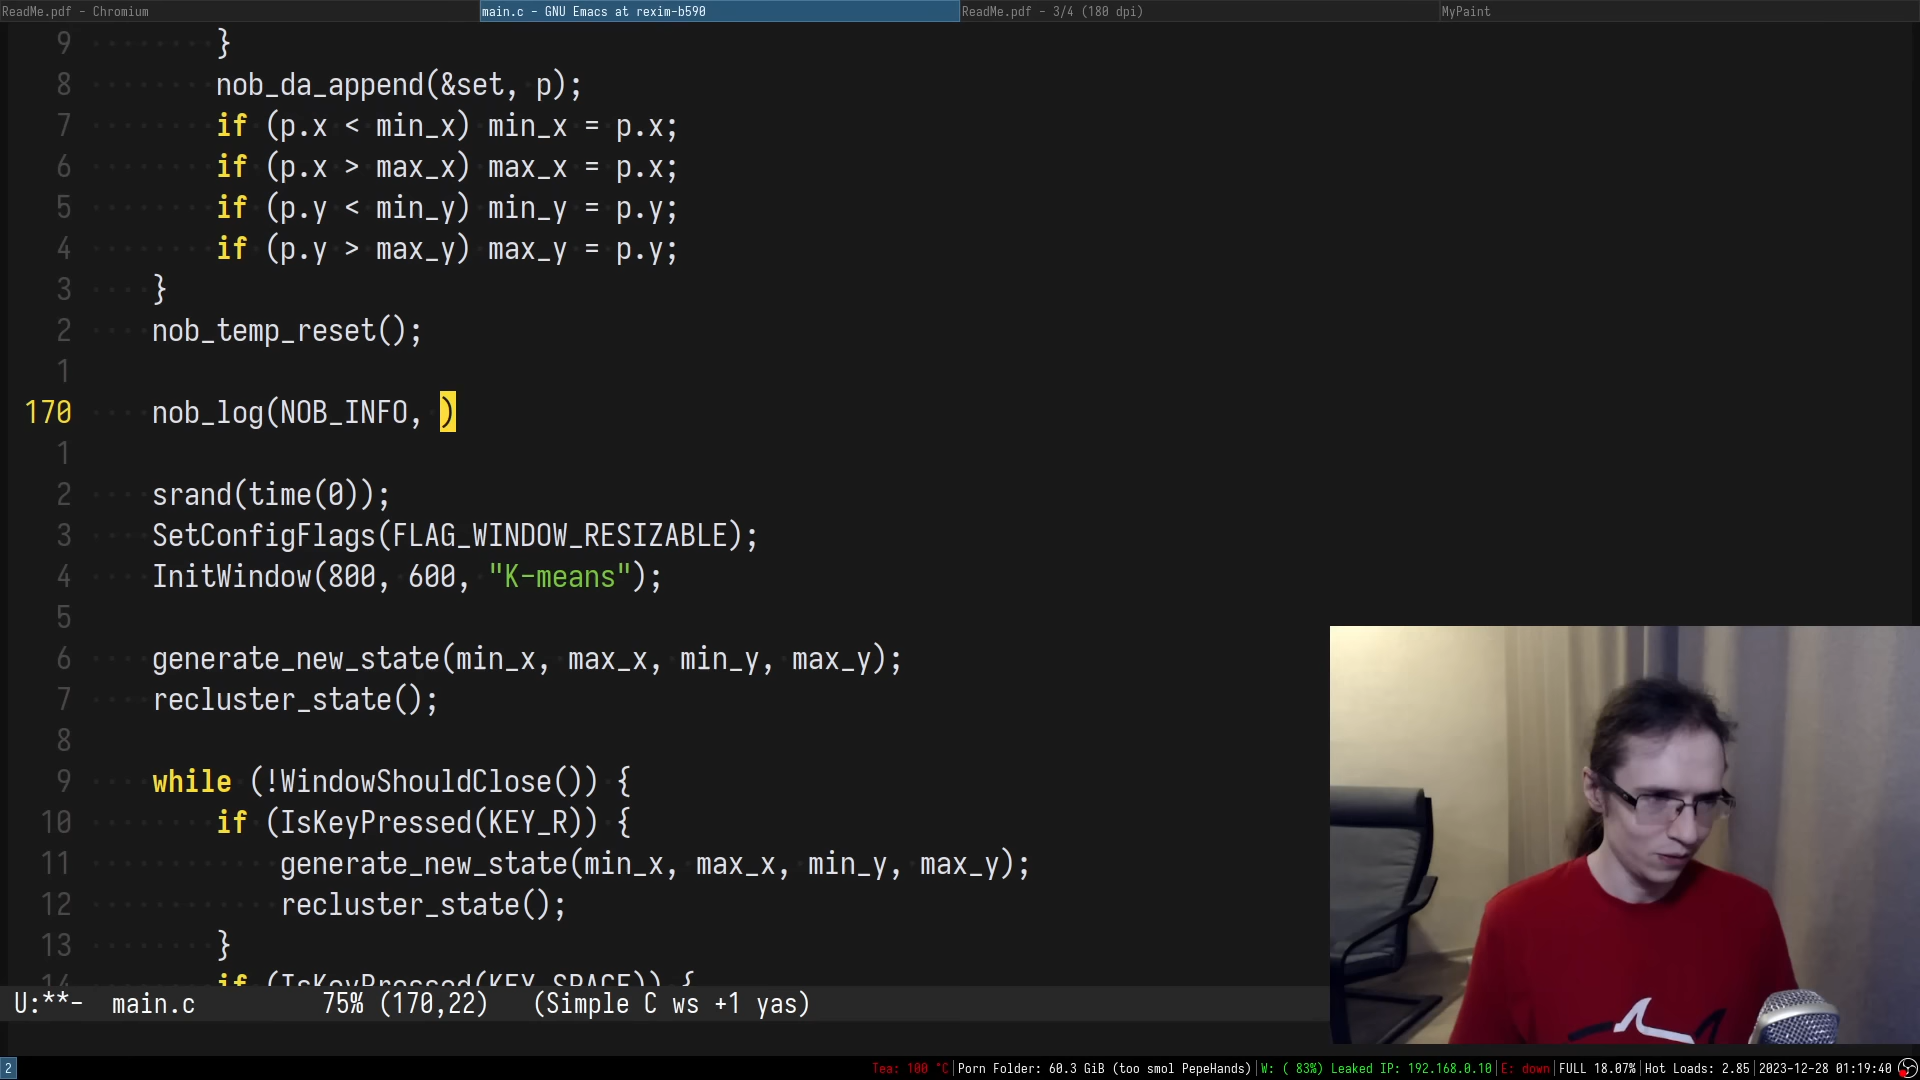 ReadMe.pdf - Chromium
main.c - GNU Emacs at rexim-b590
ReadMe.pdf - 3/4 (180 dpi)
MyPaint
9 }
8 nob_da_append(&set, p);
7 if (p.x < min_x) min_x = p.x;
6 if (p.x > max_x) max_x = p.x;
5 if (p.y < min_y) min_y = p.y;
4 if (p.y > max_y) max_y = p.y;
3 }
2 nob_temp_reset();
1
170 nob_log(NOB_INFO, )
1
2 srand(time(0));
3 SetConfigFlags(FLAG_WINDOW_RESIZABLE);
4 InitWindow(800, 600, "K-means");
5
6 generate_new_state(min_x, max_x, min_y, max_y);
7 recluster_state();
8
9 while (!WindowShouldClose()) {
10 if (IsKeyPressed(KEY_R)) {
11 generate_new_state(min_x, max_x, min_y, max_y);
12 recluster_state();
13 }
14 if (IsKeyPressed(KEY_SPACE)) {
U:**- main.c 75% (170,22) (Simple C ws +1 yas)
2 Tea: 100 °C|Porn Folder: 60.3 GiB (too smol PepeHands)|W: ( 83%) Leaked IP: 192.168.0.10|E: down|FULL 18.07%|Hot Loads: 2.85|2023-12-28 01:19:40